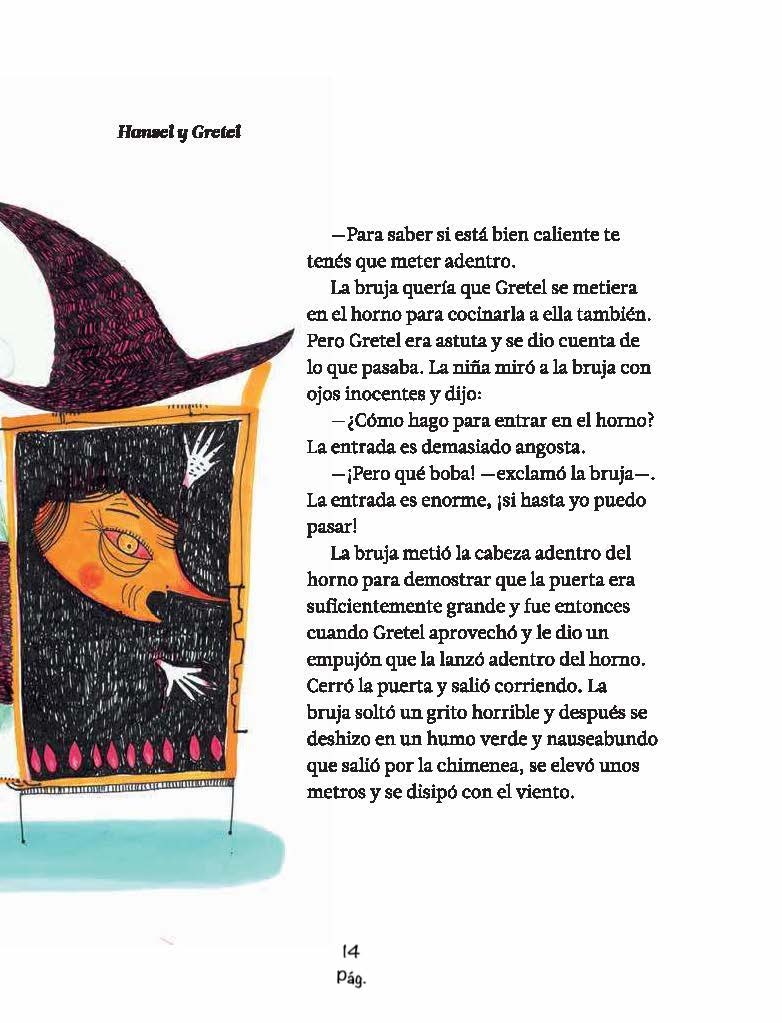 Hansel y Gretel
—Para saber si está bien caliente te
tenés que meter adentro.
La bruja quería que Gretel se metiera
en el horno para cocinarla a ella también.
Pero Gretel era astuta y se dio cuenta de
lo que pasaba. La niña miró a la bruja con
ojos inocentes y dijo:
—¿Cómo hago para entrar en el horno?
La entrada es demasiado angosta.
—¡Pero qué boba! —exclamó la bruja—.
La entrada es enorme, ¡si hasta yo puedo
pasar!
La bruja metió la cabeza adentro del
horno para demostrar que la puerta era
suficientemente grande y fue entonces
cuando Gretel aprovechó y le dio un
empujón que la lanzó adentro del horno.
Cerró la puerta y salió corriendo. La
bruja soltó un grito horrible y después se
deshizo en un humo verde y nauseabundo
que salió por la chimenea, se elevó unos
metros y se disipó con el viento.
14
Pág.